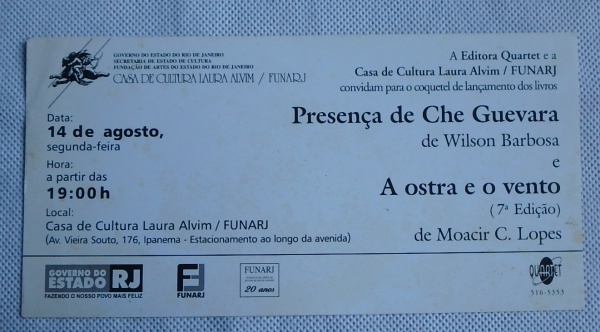 GOVERNO DO ESTADO DO RIO DE JANEIRO
SECRETARIA DE ESTADO DE CULTURA
FUNDAÇÃO DE ARTES DO ESTADO DO RIO DE JANEIRO
CASA DE CULTURA LAURA ALVIM / FUNARJ
Data:
14 de agosto,
segunda-feira
Hora:
a partir das
19:00h
Local:
Casa de Cultura Laura Alvim / FUNARJ
(Av. Vieira Souto, 176, Ipanema - Estacionamento ao longo da avenida)
A Editora Quartet e a
Casa de Cultura Laura Alvim / FUNARJ
convidam para o coquetel de lançamento dos livros
Presença de Che Guevara
de Wilson Barbosa
e
A ostra e o vento
(7ª Edição)
de Moacir C. Lopes
GOVERNO DO
ESTADO RJ
FAZENDO O NOSSO POVO MAIS FELIZ
FUNARJ
FUNARJ
20 anos
QUARTET
516-5353